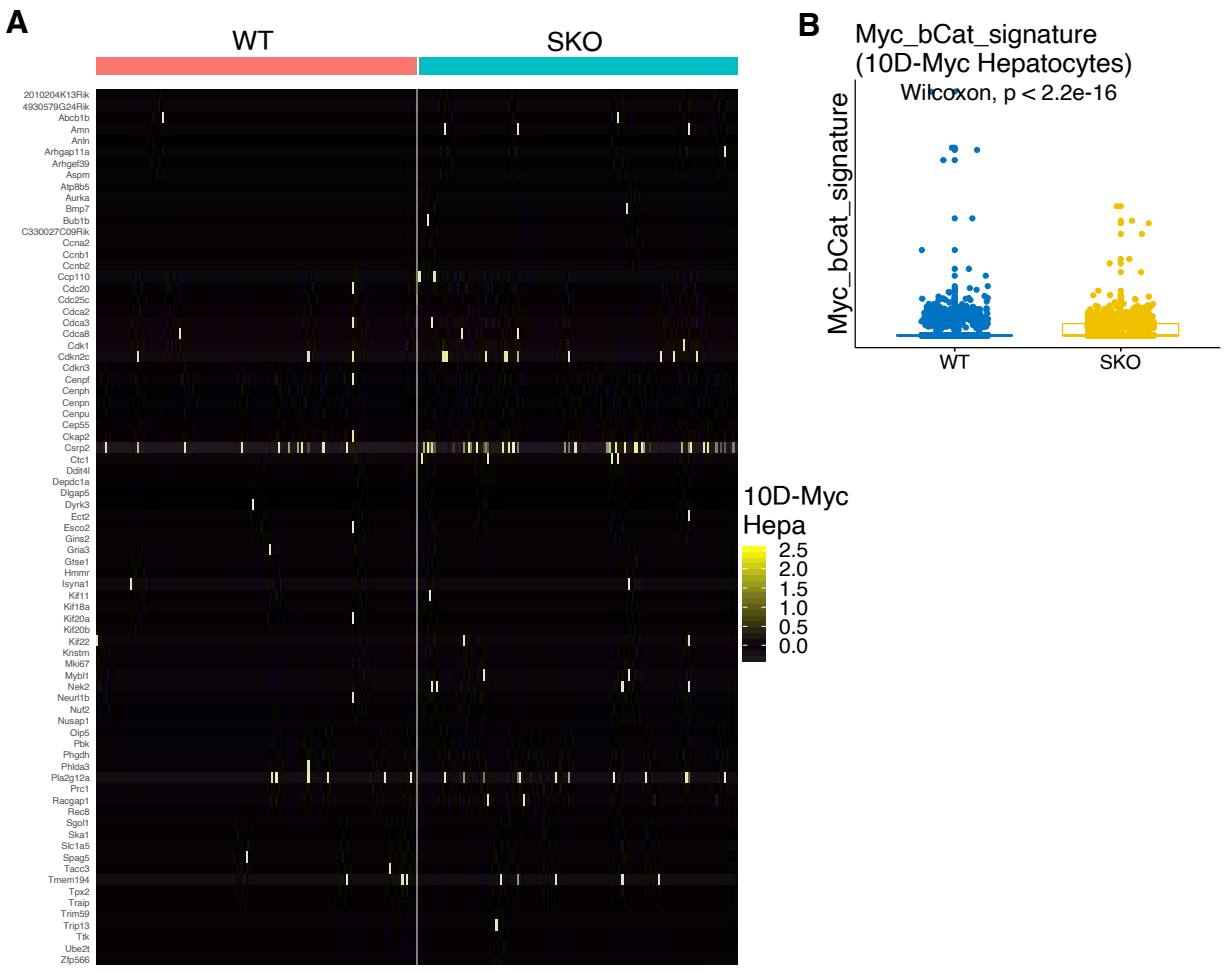 A
WT
SKO
2010204K13Rik
4930579G24Rik
Abcb1b
Amn
Anln
Arhgap11a
Arhgef39
Aspm
Atp8b5
Aurka
Bmp7
Bub1b
C330027C09Rik
Ccna2
Ccnb1
Ccnb2
Ccp110
Cdc20
Cdc25c
Cdca2
Cdca3
Cdca8
Cdk1
Cdkn2c
Cdkn3
Cenpf
Cenph
Cenpn
Cenpu
Cep55
Ckap2
Csrp2
Ctc1
Ddit4l
Depdc1a
Dlgap5
Dyrk3
Ect2
Esco2
Gins2
Gria3
Gtse1
Hmmr
Isyna1
Kif11
Kif18a
Kif20a
Kif20b
Kif22
Knstrn
Mki67
Mybl1
Nek2
Neurl1b
Nuf2
Nusap1
Oip5
Pbk
Phgdh
Phlda3
Pla2g12a
Prc1
Racgap1
Rec8
Sgol1
Ska1
Slc1a5
Spag5
Tacc3
Tmem194
Tpx2
Traip
Trim59
Trip13
Ttk
Ube2t
Zfp566
10D-Myc
Hepa
2.5
2.0
1.5
1.0
0.5
0.0
B
Myc_bCat_signature
(10D-Myc Hepatocytes)
Wilcoxon, p < 2.2e-16
Myc_bCat_signature
WT
SKO